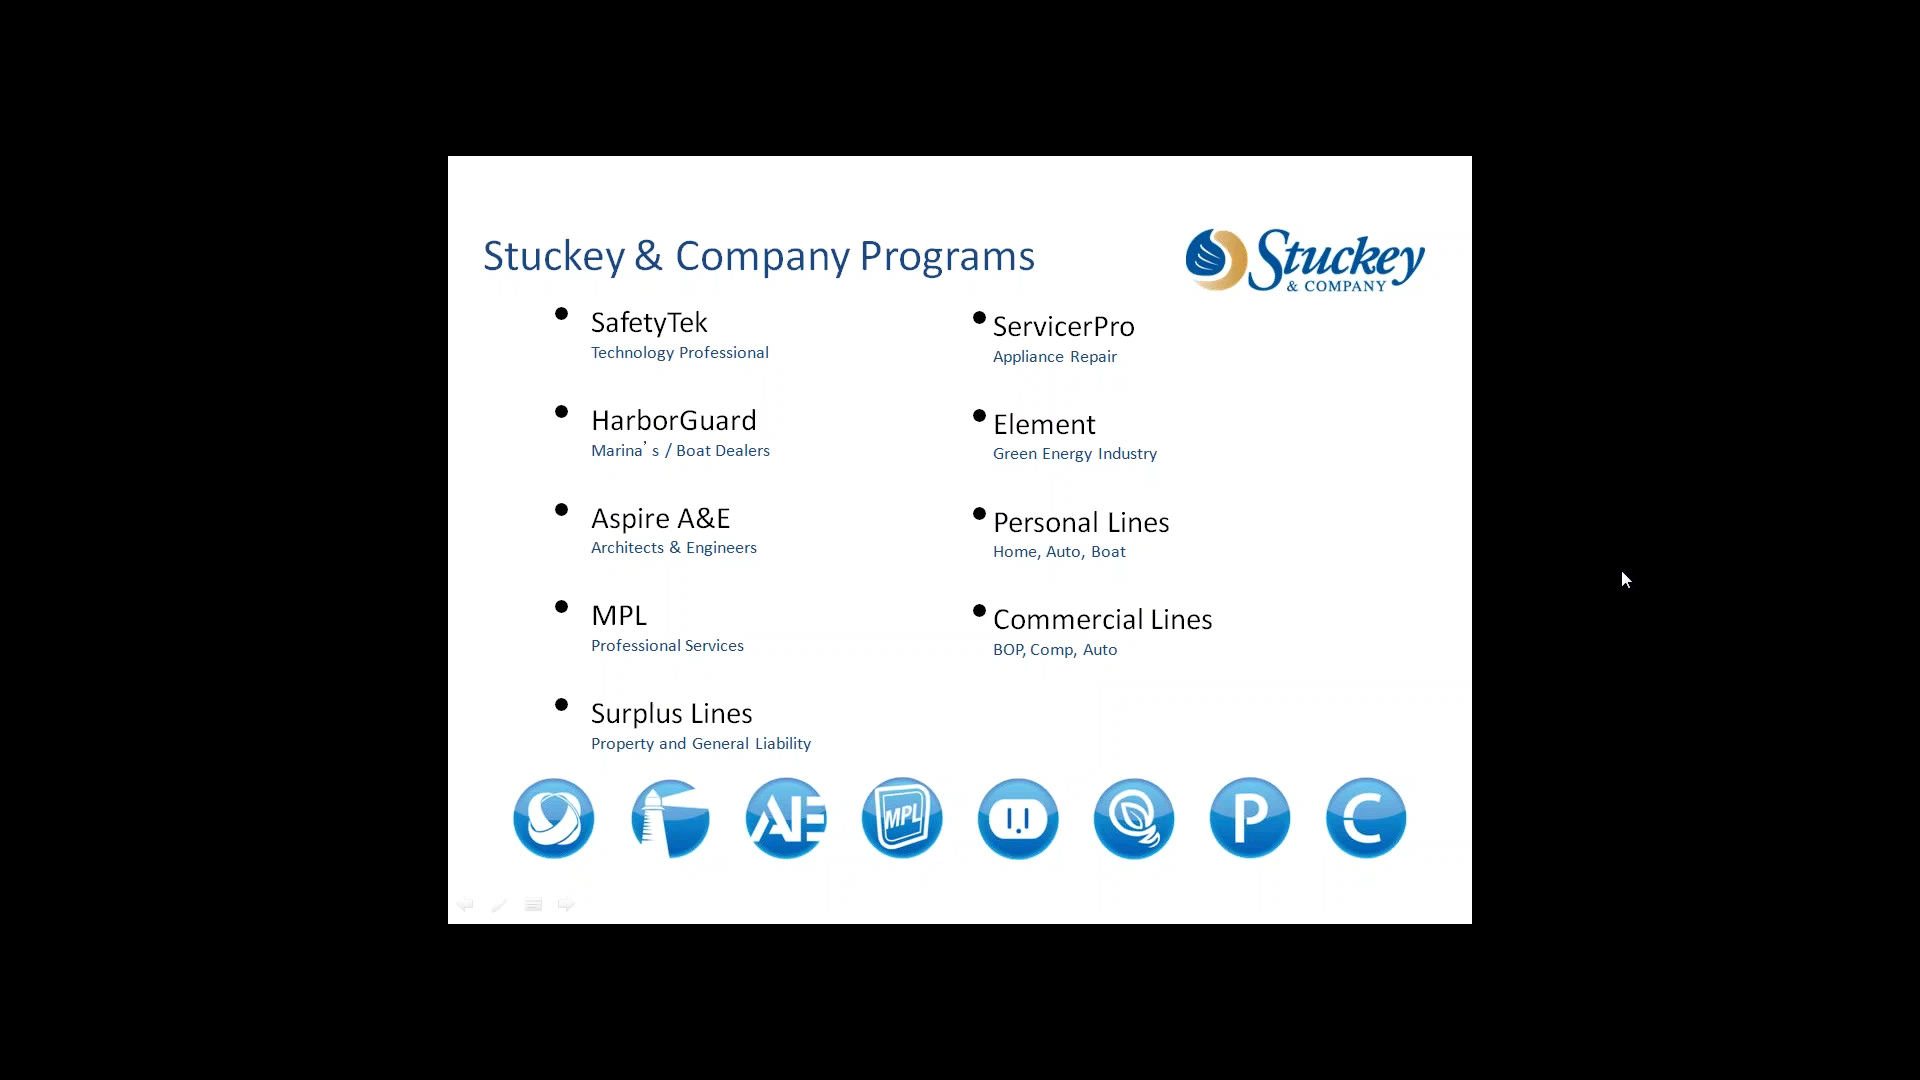 Stuckey & Company Programs
Stuckey
& COMPANY
• SafetyTek
Technology Professional
• HarborGuard
Marina’s / Boat Dealers
• Aspire A&E
Architects & Engineers
• MPL
Professional Services
• Surplus Lines
Property and General Liability
• ServicerPro
Appliance Repair
• Element
Green Energy Industry
• Personal Lines
Home, Auto, Boat
• Commercial Lines
BOP, Comp, Auto
AE
MPL
P
C